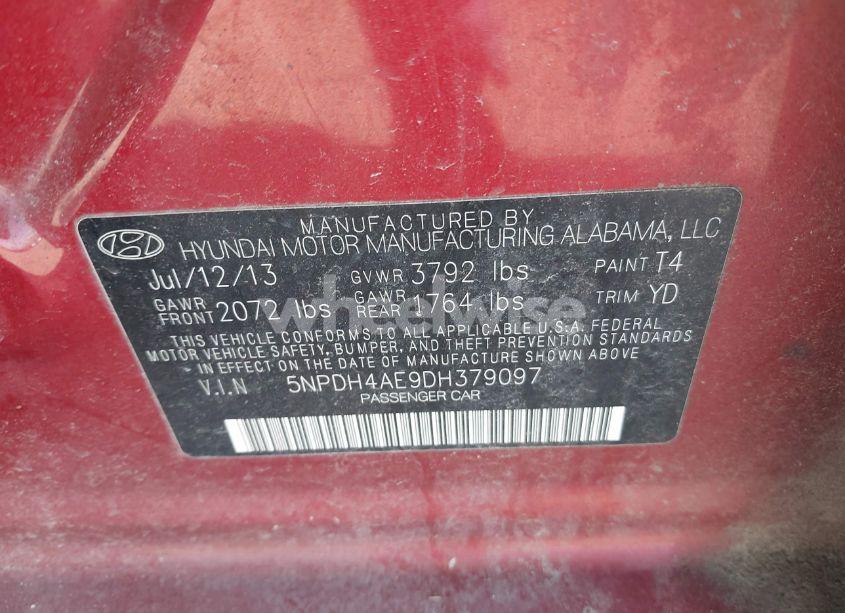 MANUFACTURED BY
HYUNDAI MOTOR MANUFACTURING ALABAMA, LLC
Jul/12/13 GVWR 3792 lbs PAINT T4
GAWR FRONT 2072 lbs GAWR REAR 1764 lbs TRIM YD
wheelwise
THIS VEHICLE CONFORMS TO ALL APPLICABLE U.S.A. FEDERAL
MOTOR VEHICLE SAFETY, BUMPER, AND THEFT PREVENTION STANDARDS
IN EFFECT ON THE DATE OF MANUFACTURE SHOWN ABOVE.
V.I.N 5NPDH4AE9DH379097
PASSENGER CAR